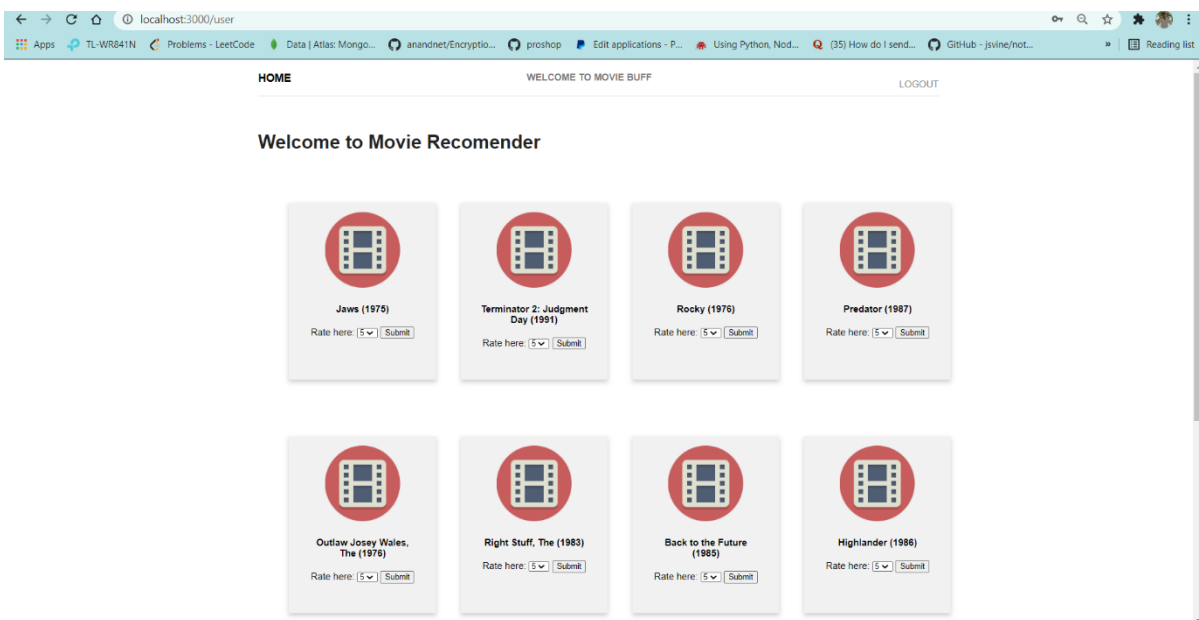 localhost:3000/user
Apps TL-WR841N Problems - LeetCode Data | Atlas: Mongo... anandnet/Encryptio... proshop Edit applications - P... Using Python, Nod... Q (35) How do I send... GitHub - jsvine/not... » Reading list
HOME WELCOME TO MOVIE BUFF LOGOUT
Welcome to Movie Recomender
Jaws (1975)
Rate here: 5 Submit
Terminator 2: Judgment
Day (1991)
Rate here: 5 Submit
Rocky (1976)
Rate here: 5 Submit
Predator (1987)
Rate here: 5 Submit
Outlaw Josey Wales,
The (1976)
Rate here: 5 Submit
Right Stuff, The (1983)
Rate here: 5 Submit
Back to the Future
(1985)
Rate here: 5 Submit
Highlander (1986)
Rate here: 5 Submit